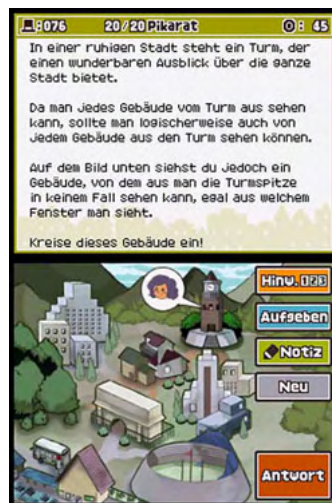 :076 20/20 Pikarat : 45
In einer ruhigen Stadt steht ein Turm, der
einen wunderbaren Ausblick über die ganze
Stadt bietet.
Da man jedes Gebäude vom Turm aus sehen
kann, sollte man logischerweise auch von
jedem Gebäude aus den Turm sehen können.
Auf dem Bild unten siehst du jedoch ein
Gebäude, von dem aus man die Turmspitze
in keinem Fall sehen kann, egal aus welchem
Fenster man sieht.
Kreise dieses Gebäude ein!
Hinw. 123
Aufgeben
Notiz
Neu
Antwort